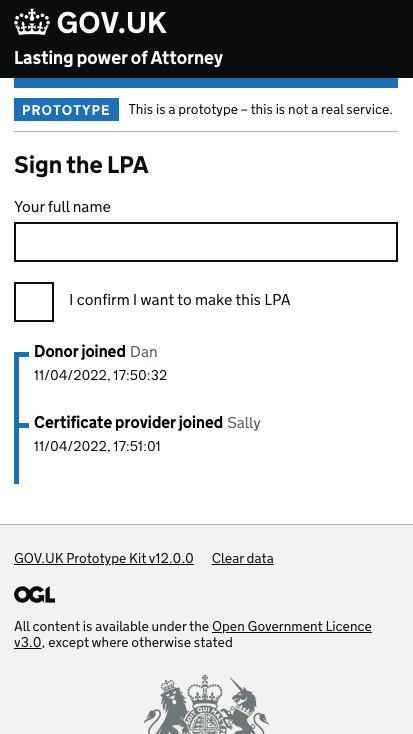 GOV.UK
Lasting power of Attorney
PROTOTYPE This is a prototype – this is not a real service.
Sign the LPA
Your full name
I confirm I want to make this LPA
Donor joined Dan
11/04/2022, 17:50:32
Certificate provider joined Sally
11/04/2022, 17:51:01
GOV.UK Prototype Kit v12.0.0 Clear data
OGL
All content is available under the Open Government Licence
v3.0, except where otherwise stated